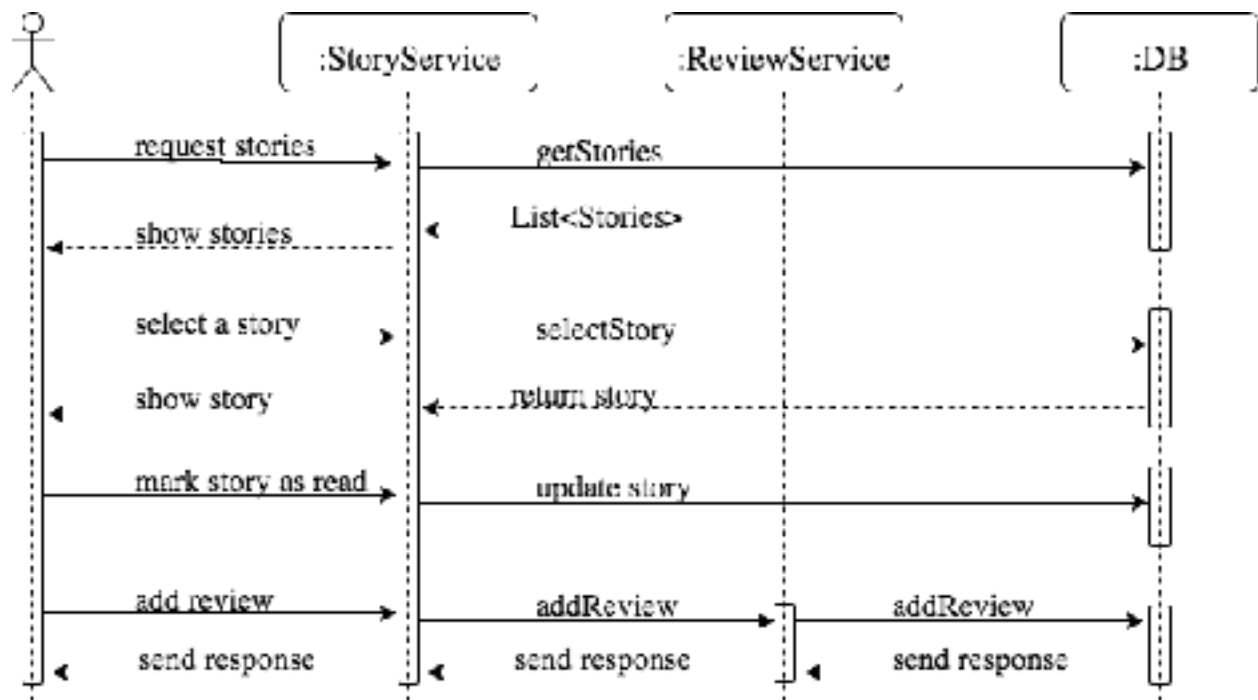 :StoryService
:ReviewService
:DB
request stories
getStories
List<Stories>
show stories
select a story
selectStory
show story
return story
mark story as read
update story
add review
addReview
addReview
send response
send response
send response